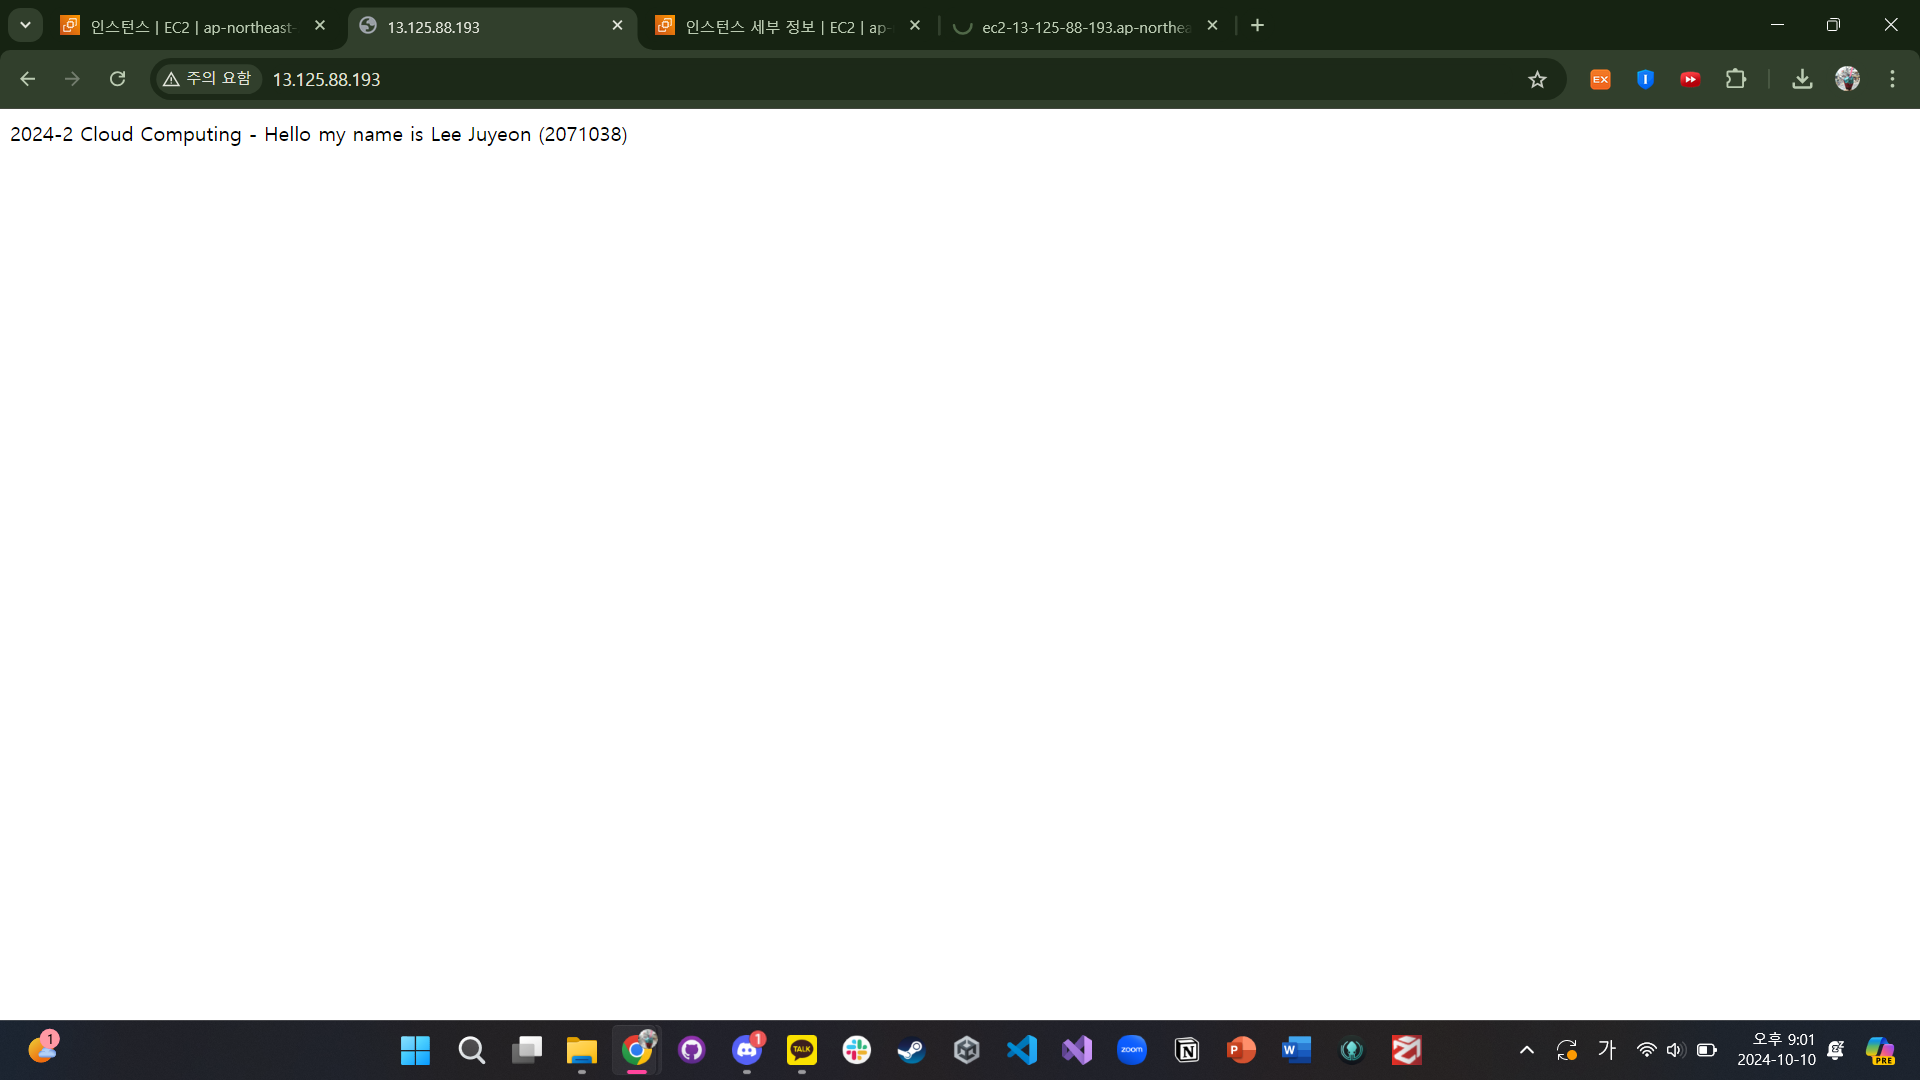 인스턴스 | EC2 | ap-northeast-
13.125.88.193
인스턴스 세부 정보 | EC2 | ap-
ec2-13-125-88-193.ap-northea
주의 요함
13.125.88.193
EX
2024-2 Cloud Computing - Hello my name is Lee Juyeon (2071038)
1
1
TALK
zoom
N
P
W
가
오후 9:01
2024-10-10
PRE